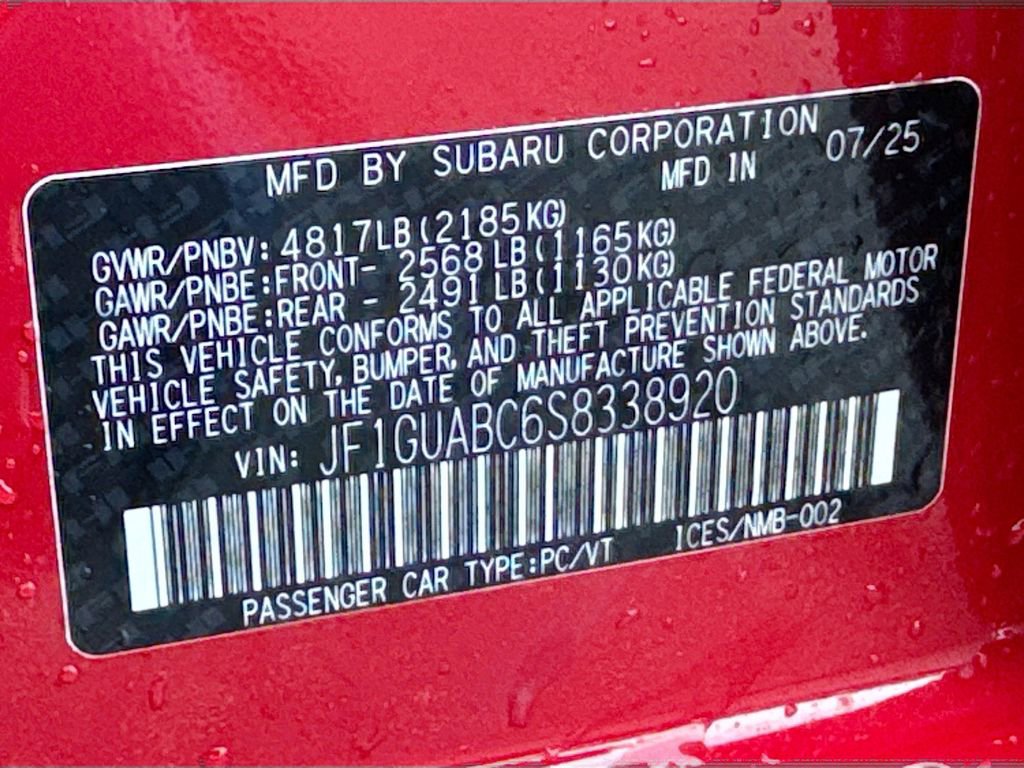 MFD BY SUBARU CORPORATION
MFD IN 07/25
GVWR/PNBV: 4817LB(2185KG)
GAWR/PNBE:FRONT- 2568LB(1165KG)
GAWR/PNBE:REAR - 2491LB(1130KG)
THIS VEHICLE CONFORMS TO ALL APPLICABLE FEDERAL MOTOR
VEHICLE SAFETY, BUMPER, AND THEFT PREVENTION STANDARDS
IN EFFECT ON THE DATE OF MANUFACTURE SHOWN ABOVE.
VIN: JF1GUABC6S8338920
PASSENGER CAR TYPE:PC/VT ICES/NMB-002